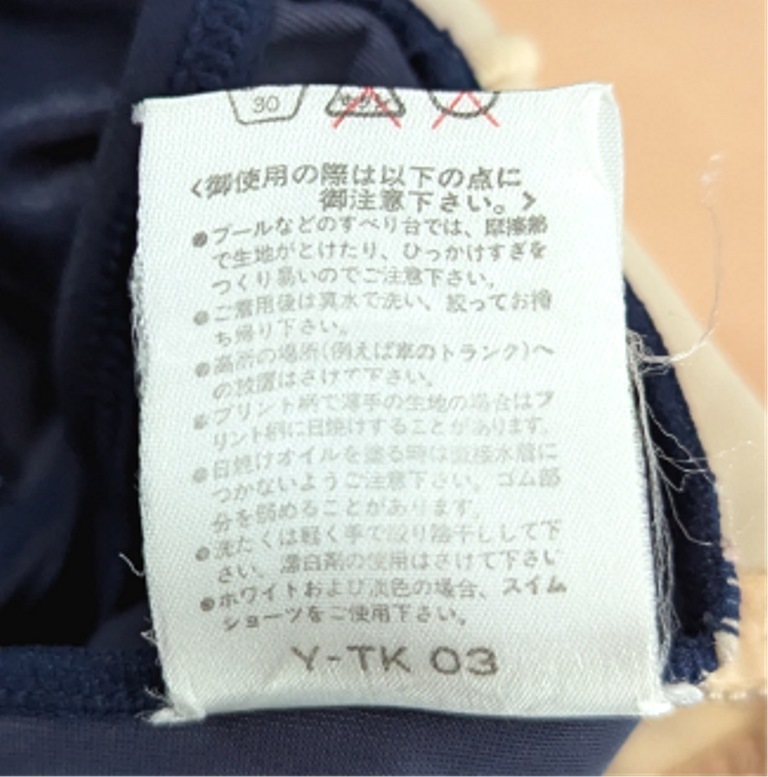 30
<御使用の際は以下の点に
御注意下さい。>
●プールなどのすべり台では、摩擦熱
で生地がとけたり、ひっかけすぎを
つくり易いのでご注意下さい。
●ご着用後は真水で洗い、絞ってお持
ち帰り下さい。
●高所の場所(例えば車のトランク)へ
の放置はさけて下さい。
●プリント柄で薄手の生地の場合はプ
リント柄に日焼けすることがあります。
●日焼けオイルを塗る時は直接水着に
つかないようご注意下さい。ゴム部
分を弱めることがあります。
●洗たくは軽く手で絞り陰干しして下
さい。漂白剤の使用はさけて下さい
●ホワイトおよび淡色の場合、スイム
ショーツをご使用下さい。
Y-TK 03